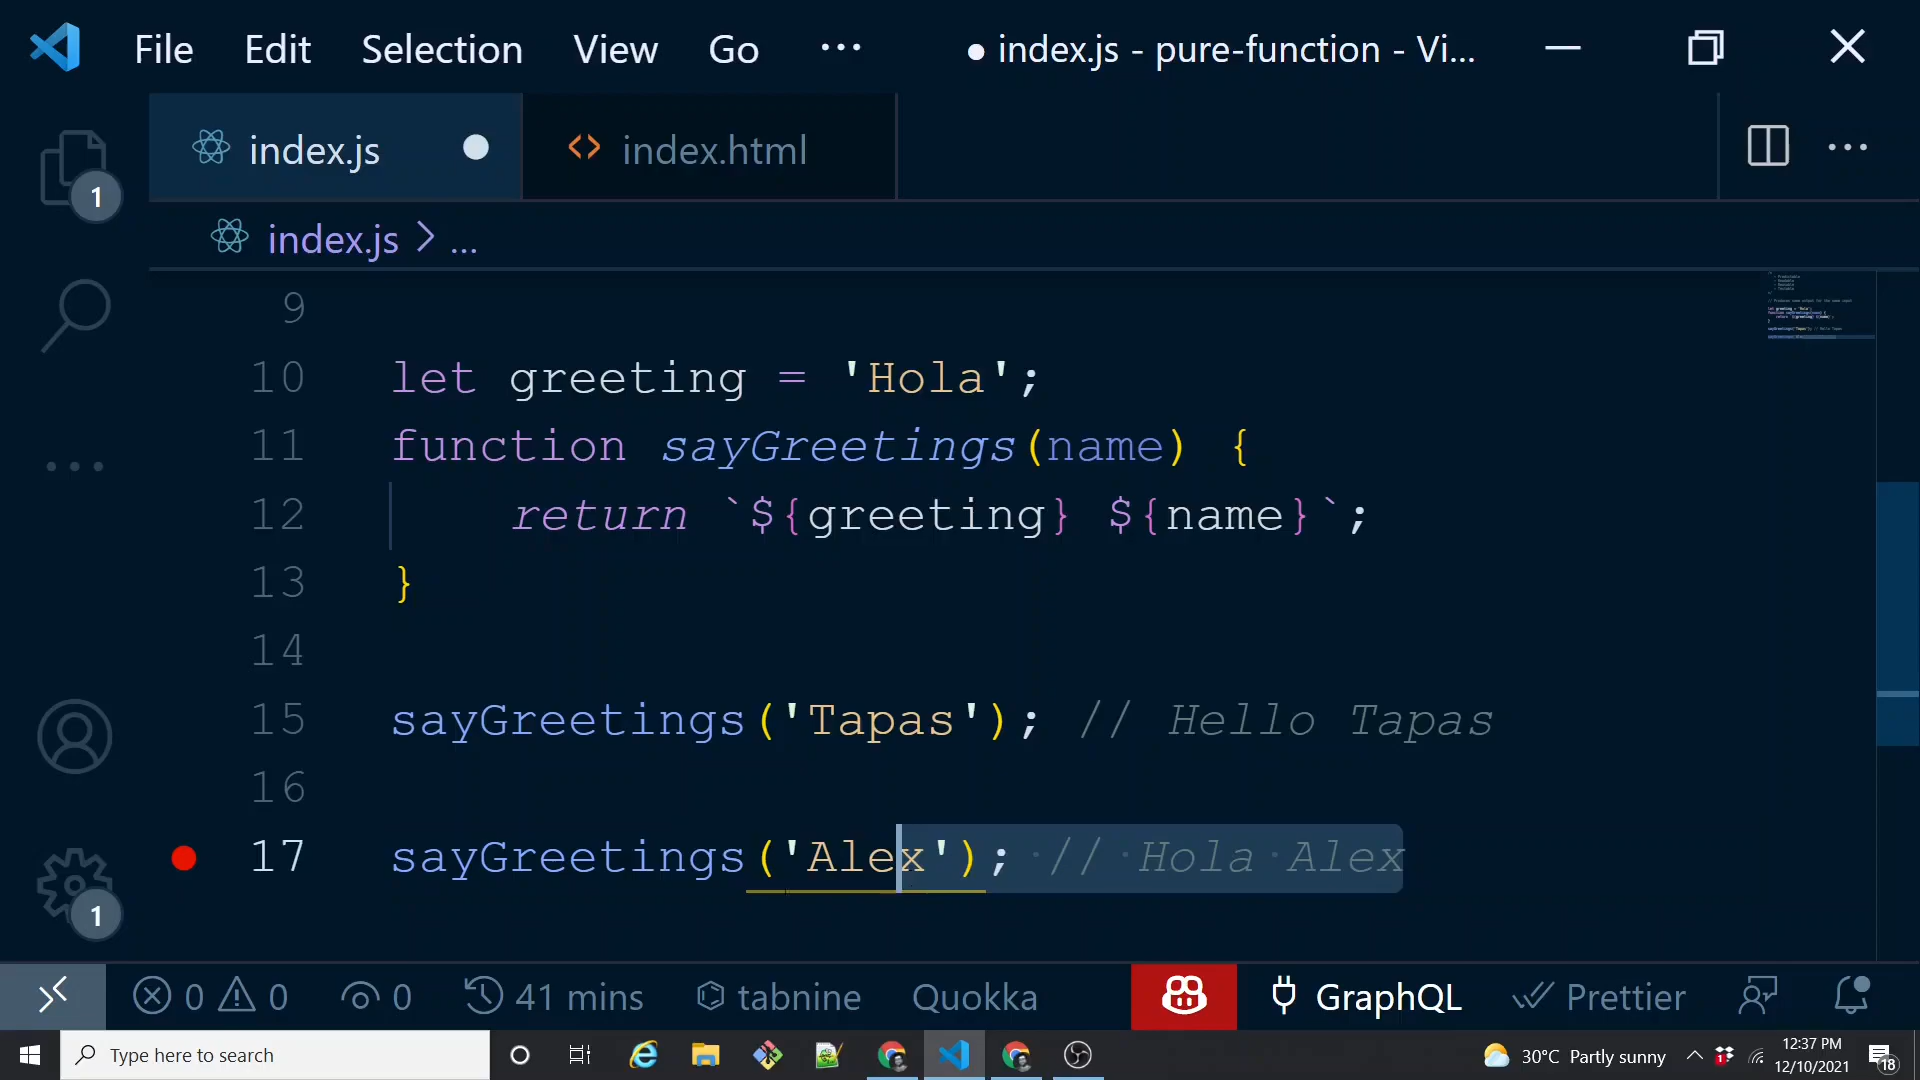 File Edit Selection View Go ··· ● index.js - pure-function - Vi...
index.js index.html
index.js > ...
1
9
10 let greeting = 'Hola';
11 function sayGreetings(name) {
12 return `${greeting} ${name}`;
13 }
14
15 sayGreetings('Tapas'); // Hello Tapas
16
17 sayGreetings('Alex'); // Hola Alex
1
0 0 0 41 mins tabnine Quokka GraphQL Prettier
Type here to search 30°C Partly sunny 1 12:37 PM
12/10/2021 18